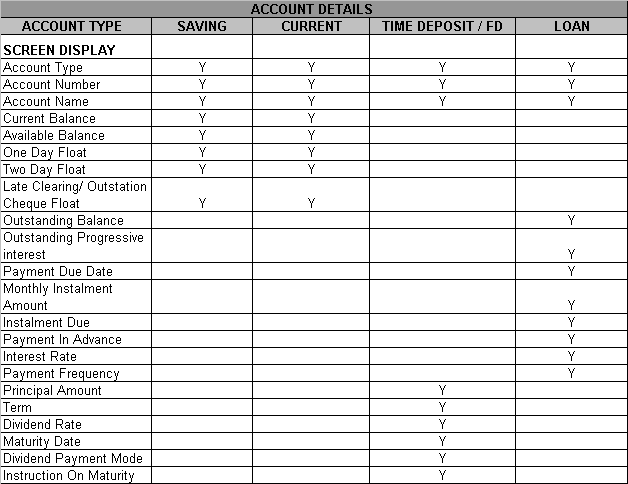 ACCOUNT DETAILS
ACCOUNT TYPE SAVING CURRENT TIME DEPOSIT / FD LOAN
SCREEN DISPLAY
Account Type Y Y Y Y
Account Number Y Y Y Y
Account Name Y Y Y Y
Current Balance Y Y
Available Balance Y Y
One Day Float Y Y
Two Day Float Y Y
Late Clearing/ Outstation
Cheque Float Y Y
Outstanding Balance Y
Outstanding Progressive
interest Y
Payment Due Date Y
Monthly Instalment
Amount Y
Instalment Due Y
Payment In Advance Y
Interest Rate Y
Payment Frequency Y
Principal Amount Y
Term Y
Dividend Rate Y
Maturity Date Y
Dividend Payment Mode Y
Instruction On Maturity Y